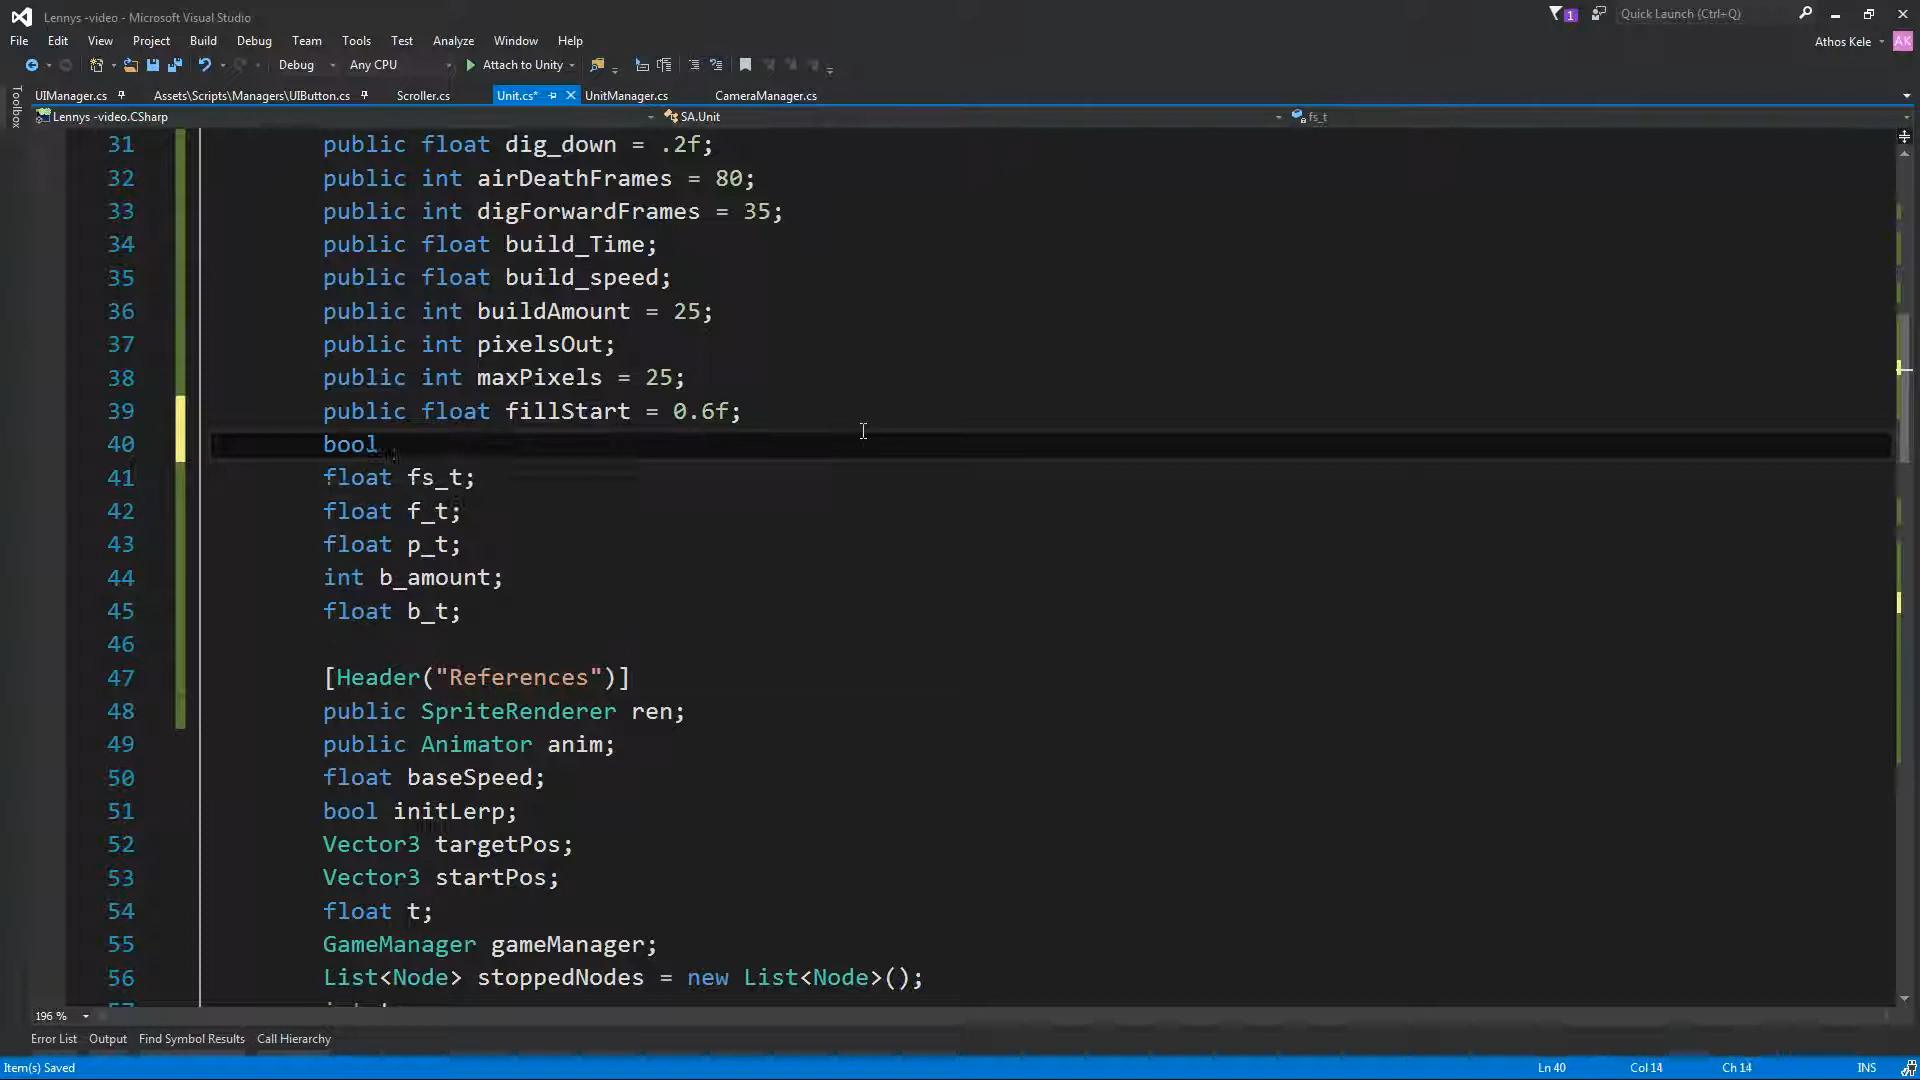 Lennys -video - Microsoft Visual Studio
1
Quick Launch (Ctrl+Q)
File Edit View Project Build Debug Team Tools Test Analyze Window Help
Athos Kele AK
Debug Any CPU Attach to Unity
UIManager.cs Assets\Scripts\Managers\UIButton.cs Scroller.cs Unit.cs* UnitManager.cs CameraManager.cs
Toolbox
Lennys -video.CSharp SA.Unit fs_t
31 public float dig_down = .2f;
32 public int airDeathFrames = 80;
33 public int digForwardFrames = 35;
34 public float build_Time;
35 public float build_speed;
36 public int buildAmount = 25;
37 public int pixelsOut;
38 public int maxPixels = 25;
39 public float fillStart = 0.6f;
40 bool
41 float fs_t;
42 float f_t;
43 float p_t;
44 int b_amount;
45 float b_t;
46
47 [Header("References")]
48 public SpriteRenderer ren;
49 public Animator anim;
50 float baseSpeed;
51 bool initLerp;
52 Vector3 targetPos;
53 Vector3 startPos;
54 float t;
55 GameManager gameManager;
56 List<Node> stoppedNodes = new List<Node>();
196 %
Error List Output Find Symbol Results Call Hierarchy
Item(s) Saved Ln 40 Col 14 Ch 14 INS